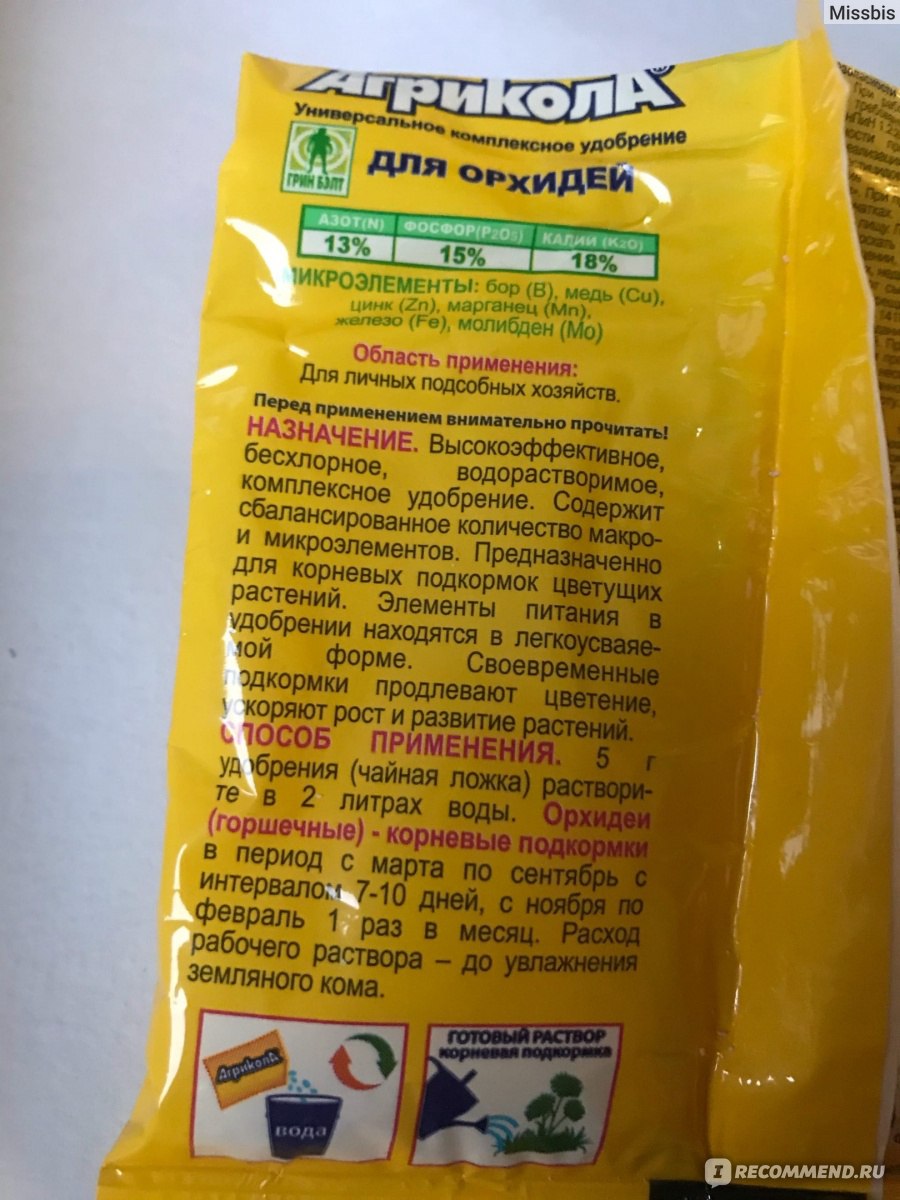 Missbis
АгриколА®
Универсальное комплексное удобрение
ГРИН БЭЛТ
ДЛЯ ОРХИДЕЙ
АЗОТ(N) ФОСФОР(P2O5) КАЛИЙ (K2O)
13% 15% 18%
МИКРОЭЛЕМЕНТЫ: бор (B), медь (Cu),
цинк (Zn), марганец (Mn),
железо (Fe), молибден (Mo)
Область применения:
Для личных подсобных хозяйств.
Перед применением внимательно прочитать!
НАЗНАЧЕНИЕ. Высокоэффективное,
бесхлорное, водорастворимое,
комплексное удобрение. Содержит
сбалансированное количество макро-
и микроэлементов. Предназначенно
для корневых подкормок цветущих
растений. Элементы питания в
удобрении находятся в легкоусваяе-
мой форме. Своевременные
подкормки продлевают цветение,
ускоряют рост и развитие растений.
СПОСОБ ПРИМЕНЕНИЯ. 5 г
удобрения (чайная ложка) раствори-
те в 2 литрах воды. Орхидеи
(горшечные) - корневые подкормки
в период с марта по сентябрь с
интервалом 7-10 дней, с ноября по
февраль 1 раз в месяц. Расход
рабочего раствора – до увлажнения
земляного кома.
АгриколА
вода
ГОТОВЫЙ РАСТВОР
корневая подкормка
I RECOMMEND.RU